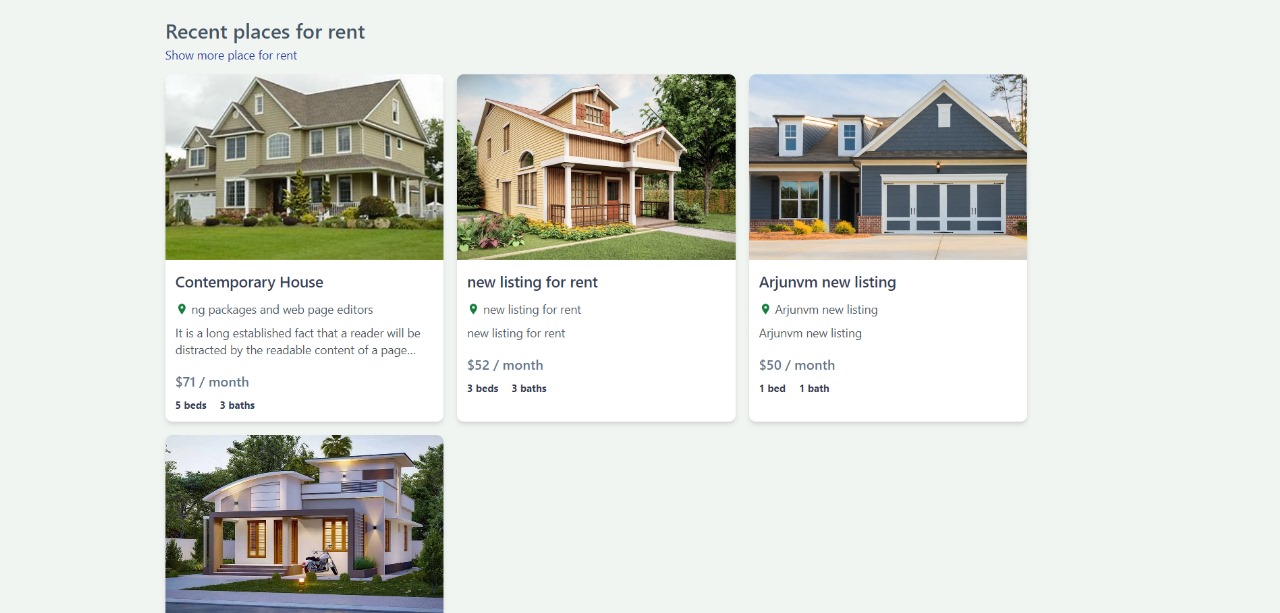 Recent places for rent
Show more place for rent
Contemporary House
ng packages and web page editors
It is a long established fact that a reader will be
distracted by the readable content of a page...
$71 / month
5 beds 3 baths
new listing for rent
new listing for rent
new listing for rent
$52 / month
3 beds 3 baths
Arjunvm new listing
Arjunvm new listing
Arjunvm new listing
$50 / month
1 bed 1 bath